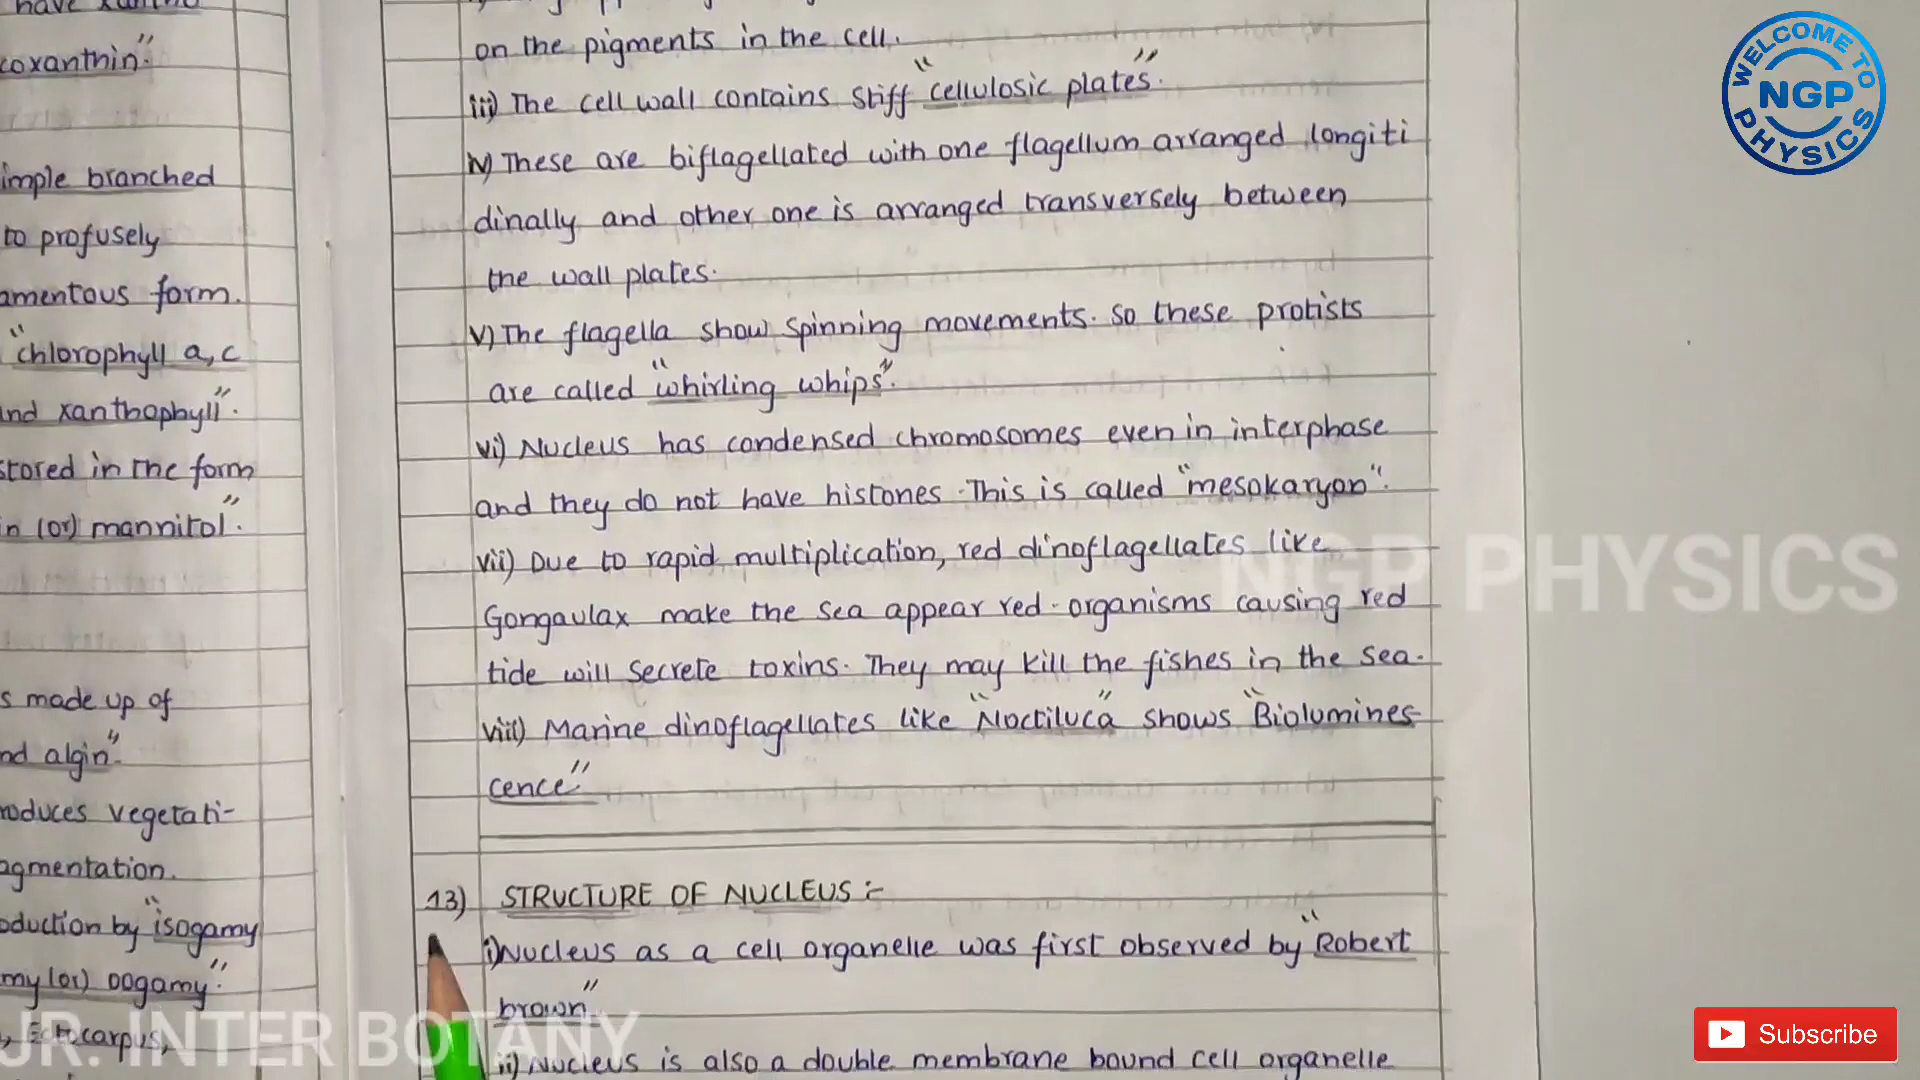 have xantho
coxanthin".
imple branched
to profusely
amentous form.
"chlorophyll a, c
and xanthophyll".
stored in the form
in (or) mannitol".
s made up of
nd algin".
roduces vegetati-
agmentation.
oduction by "isogamy
my (or) oogamy".
, Ectocarpus,
on the pigments in the cell.
iii) The cell wall contains stiff "cellulosic plates".
iv) These are biflagellated with one flagellum arranged longiti
dinally and other one is arranged transversely between
the wall plates.
v) The flagella show spinning movements. So these protists
are called "whirling whips".
vi) Nucleus has condensed chromosomes even in interphase
and they do not have histones. This is called "mesokaryon".
vii) Due to rapid multiplication, red dinoflagellates like
Gongaulax make the sea appear red. organisms causing red
tide will secrete toxins. They may kill the fishes in the sea.
viii) Marine dinoflagellates like "Noctiluca" shows "Biolumines
cence"
13) STRUCTURE OF NUCLEUS :-
i) Nucleus as a cell organelle was first observed by "Robert
brown".
ii) Nucleus is also a double membrane bound cell organelle
WELCOME TO
NGP
PHYSICS
NGP PHYSICS
JR. INTER BOTANY
Subscribe